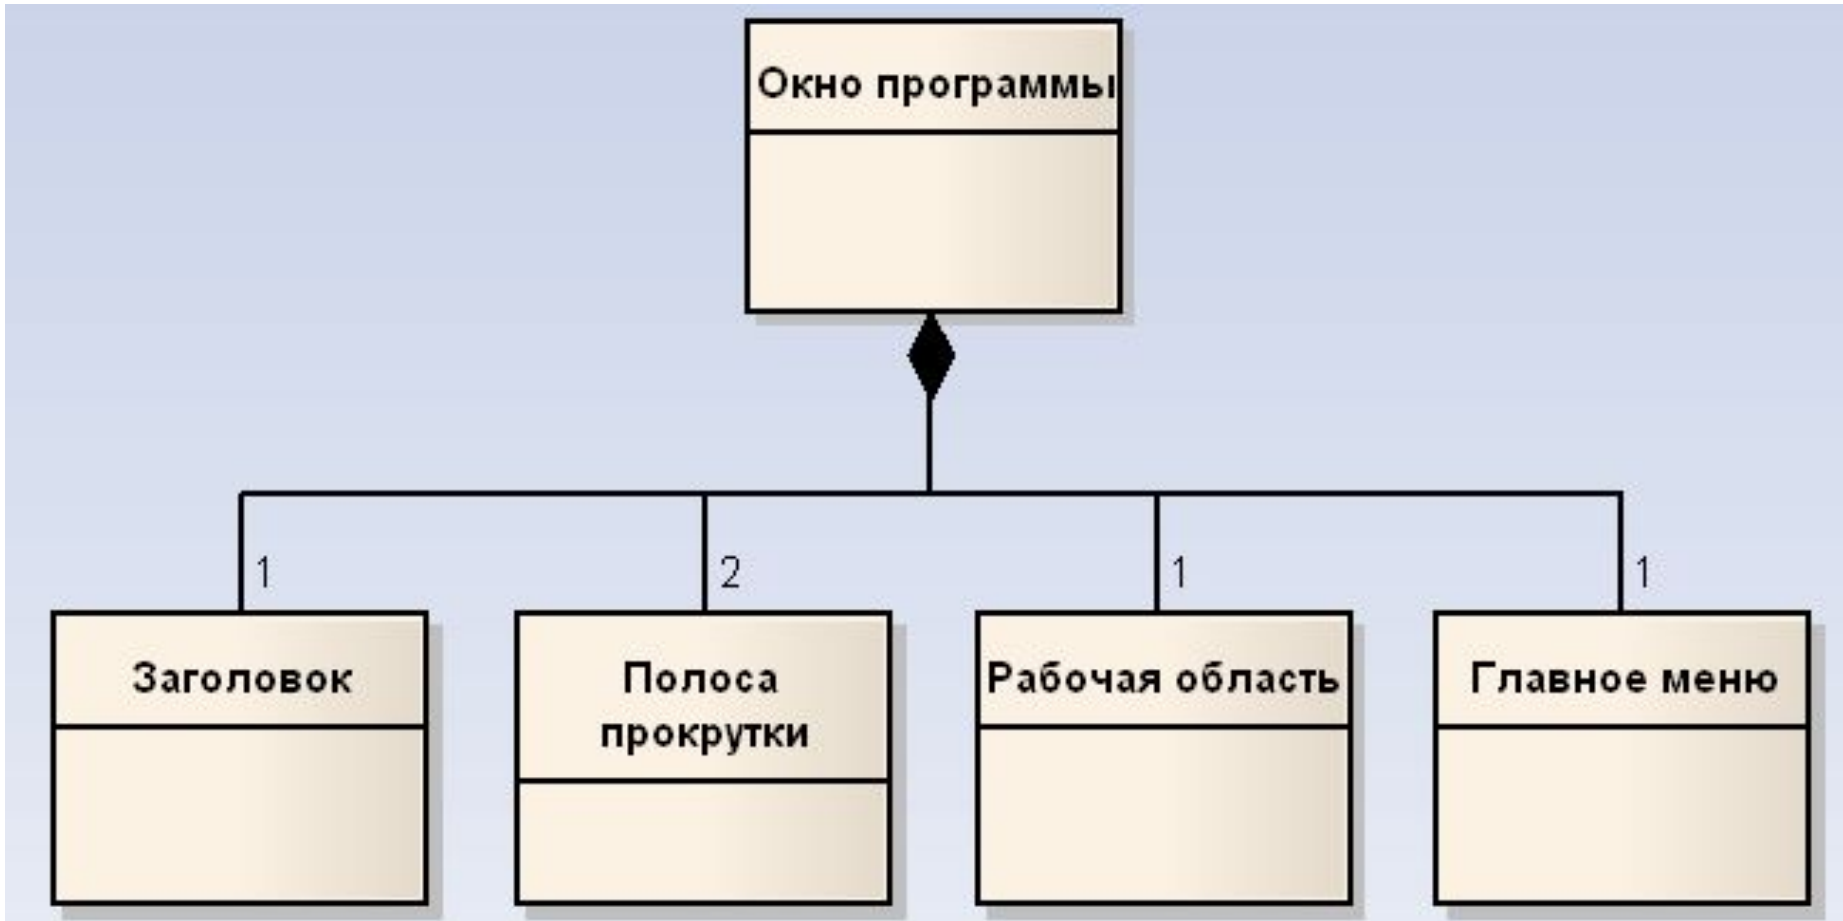 Окно программы
1
2
1
1
Заголовок
Полоса
прокрутки
Рабочая область
Главное меню